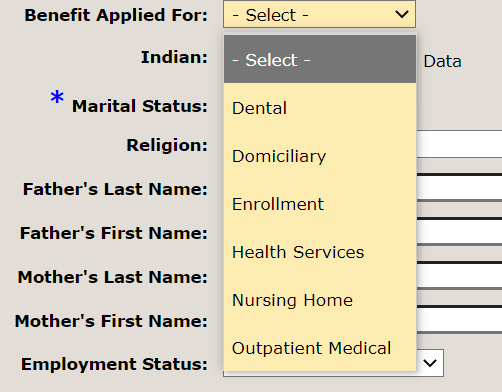 Benefit Applied For: - Select -
Indian: - Select - Data
* Marital Status: Dental
Religion: Domiciliary
Father's Last Name: Enrollment
Father's First Name: Health Services
Mother's Last Name: Nursing Home
Mother's First Name: Outpatient Medical
Employment Status: